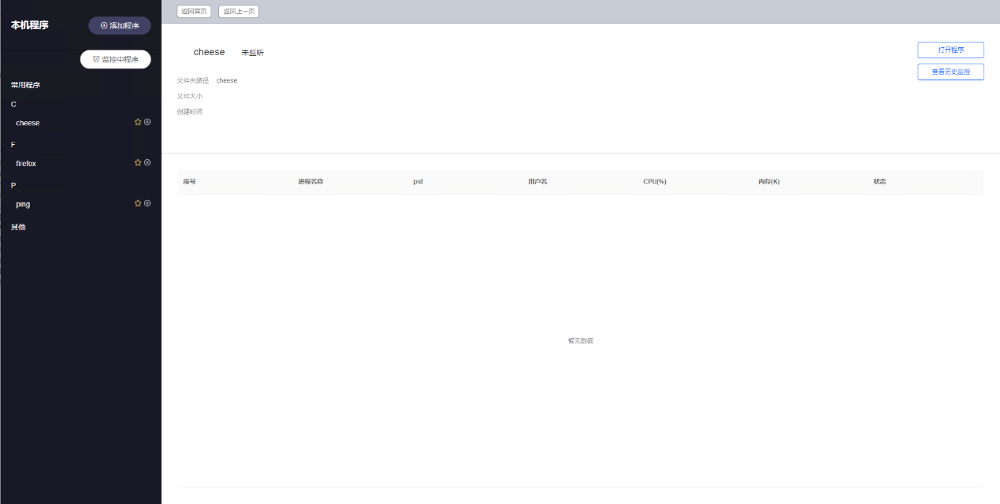 本机程序
添加程序
监控中程序
常用程序
C
cheese
F
firefox
P
ping
其他
返回首页 返回上一页
cheese 未监听
打开程序
查看历史监控
文件夹路径 cheese
文件大小
创建时间
序号 进程名称 pid 用户名 CPU(%) 内存(K) 状态
暂无数据